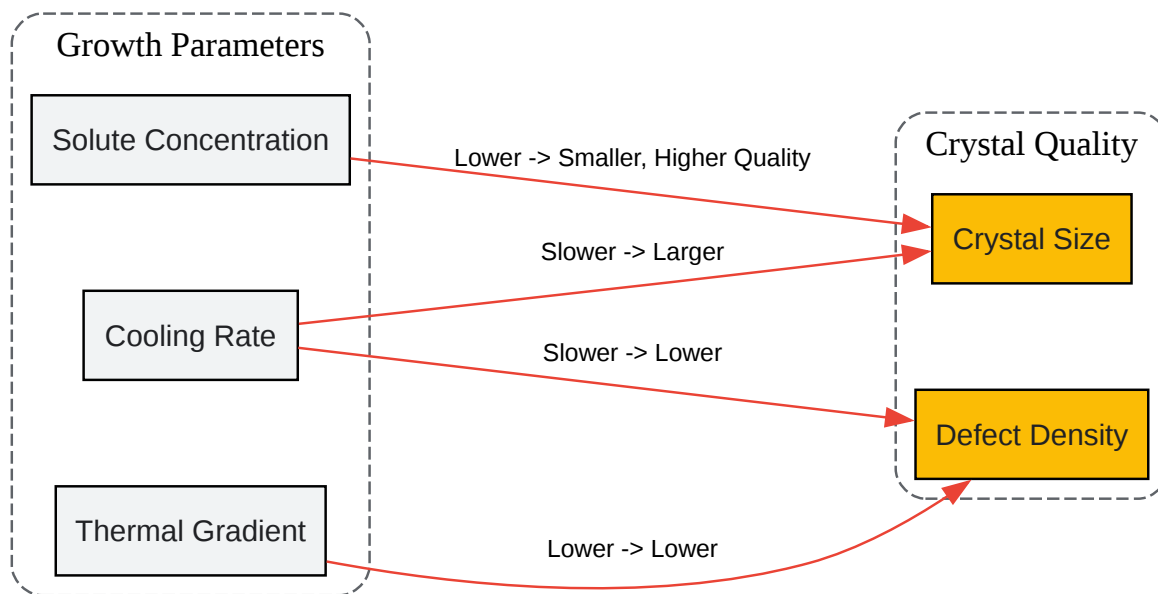 Growth Parameters
Solute Concentration
Cooling Rate
Thermal Gradient
Lower -> Smaller, Higher Quality
Slower -> Larger
Slower -> Lower
Lower -> Lower
Crystal Quality
Crystal Size
Defect Density